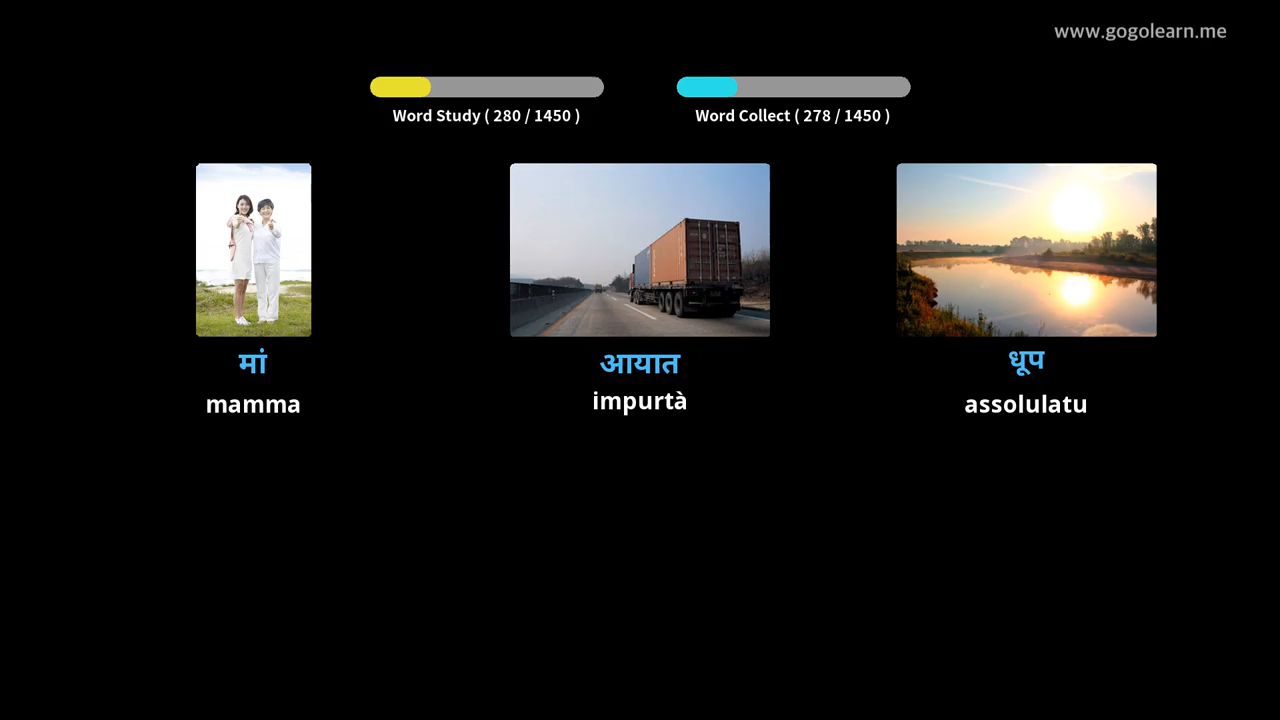 www.gogolearn.me
Word Study ( 280 / 1450 )
Word Collect ( 278 / 1450 )
मां
mamma
आयात
impurtà
धूप
assolulatu